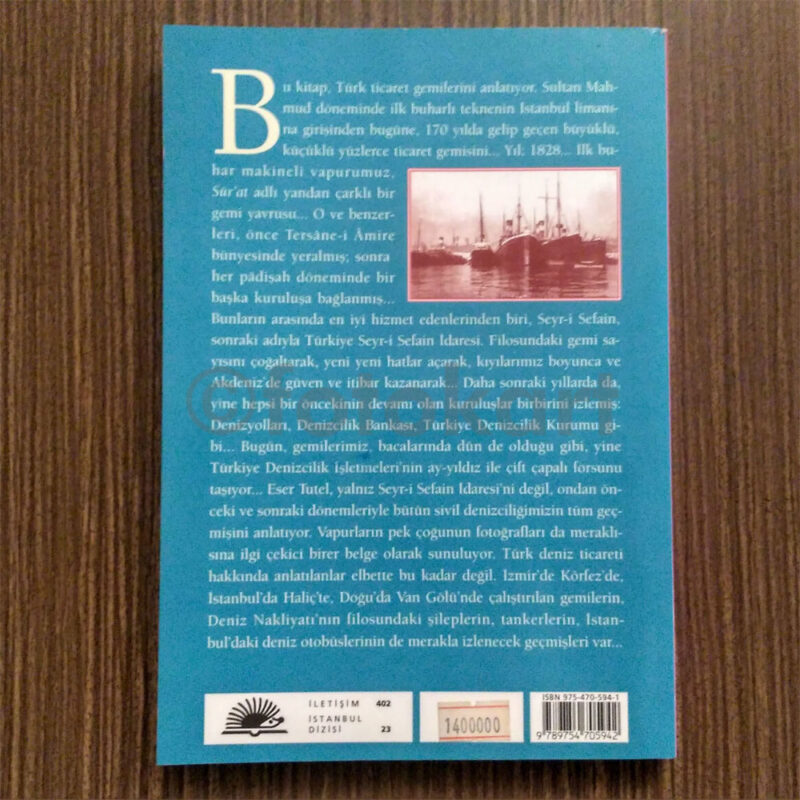 Bu kitap, Türk ticaret gemilerini anlatıyor. Sultan Mah-
mud döneminde ilk buharlı teknenin İstanbul limanı-
na girişinden bugüne, 170 yılda gelip geçen büyüklü,
küçüklü yüzlerce ticaret gemisini... Yıl: 1828... İlk bu-
har makineli vapurumuz,
Sür'at adlı yandan çarklı bir
gemi yavrusu... O ve benzer-
leri, önce Tersâne-i Âmire
bünyesinde yeralmış; sonra
her pâdişah döneminde bir
başka kuruluşa bağlanmış...
Bunların arasında en iyi hizmet edenlerinden biri, Seyr-i Sefain,
sonraki adıyla Türkiye Seyr-i Sefain İdaresi. Filosundaki gemi sa-
yısını çoğaltarak, yeni yeni hatlar açarak, kıyılarımız boyunca ve
Akdeniz'de güven ve itibar kazanarak... Daha sonraki yıllarda da,
yine hepsi bir öncekinin devamı olan kuruluşlar birbirini izlemiş:
Denizyolları, Denizcilik Bankası, Türkiye Denizcilik Kurumu gi-
bi... Bugün, gemilerimiz, bacalarında dün de olduğu gibi, yine
Türkiye Denizcilik İşletmeleri'nin ay-yıldız ile çift çapalı forsunu
taşıyor... Eser Tutel, yalnız Seyr-i Sefain İdaresi'ni değil, ondan ön-
ceki ve sonraki dönemleriyle bütün sivil denizciliğimizin tüm geç-
mişini anlatıyor. Vapurların pek çoğunun fotoğrafları da meraklı-
sına ilgi çekici birer belge olarak sunuluyor. Türk deniz ticareti
hakkında anlatılanlar elbette bu kadar değil. İzmir'de Körfez'de,
İstanbul'da Haliç'te, Doğu'da Van Gölü'nde çalıştırılan gemilerin,
Deniz Nakliyatı'nın filosundaki şileplerin, tankerlerin, İstan-
bul'daki deniz otobüslerinin de merakla izlenecek geçmişleri var...
İLETİŞİM 402
İSTANBUL
DİZİSİ 23
1400000
ISBN 975-470-594-1
9 789754 705942